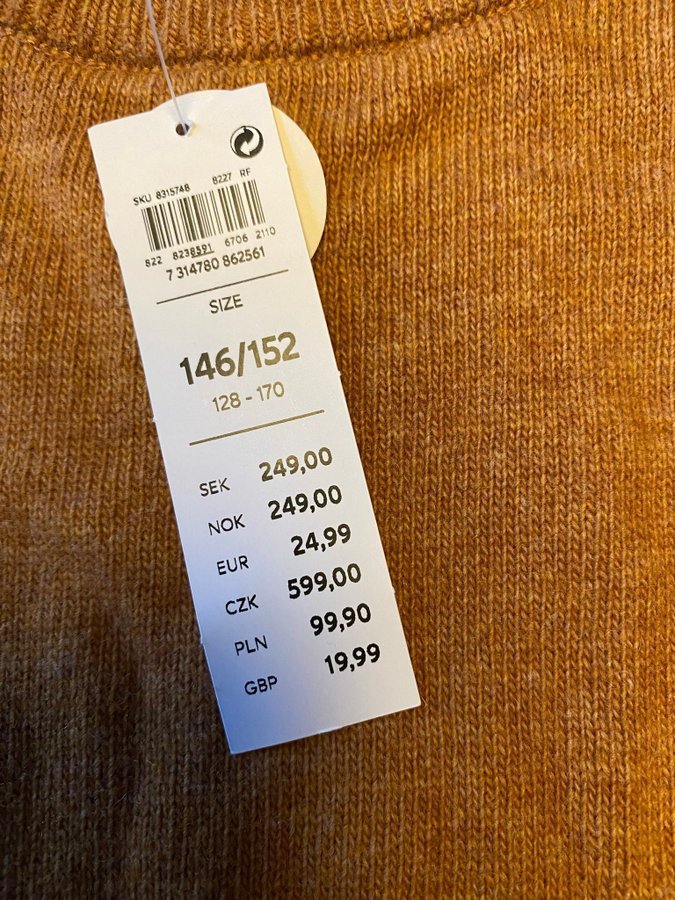 SKU 8315748 8227 RF
822 8238591 6706 2110
7 314780 862561
SIZE
146/152
128 - 170
SEK 249,00
NOK 249,00
EUR 24,99
CZK 599,00
PLN 99,90
GBP 19,99